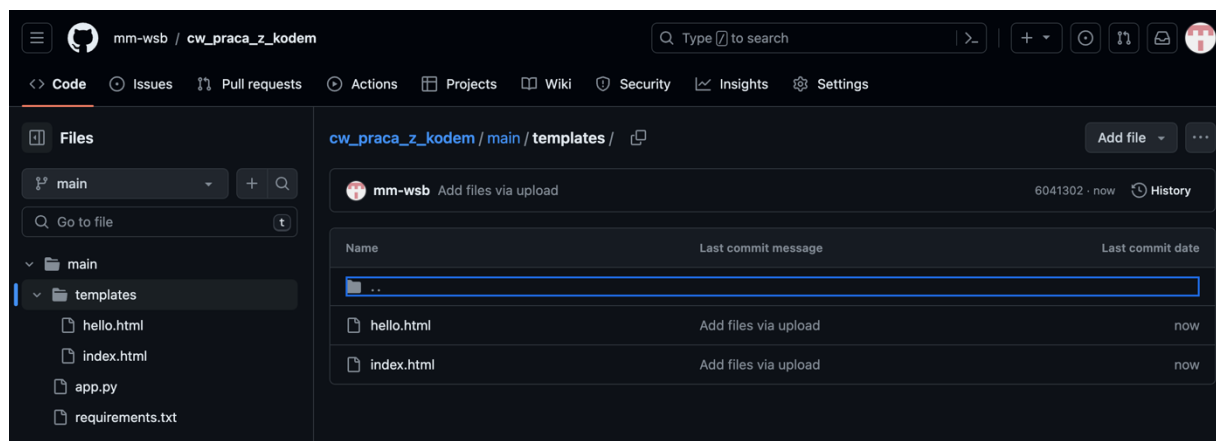 mm-wsb / cw_praca_z_kodem
Type / to search
Code Issues Pull requests Actions Projects Wiki Security Insights Settings
Files
main
Go to file t
main
templates
hello.html
index.html
app.py
requirements.txt
cw_praca_z_kodem / main / templates /
Add file
mm-wsb Add files via upload 6041302 · now History
Name Last commit message Last commit date
..
hello.html Add files via upload now
index.html Add files via upload now